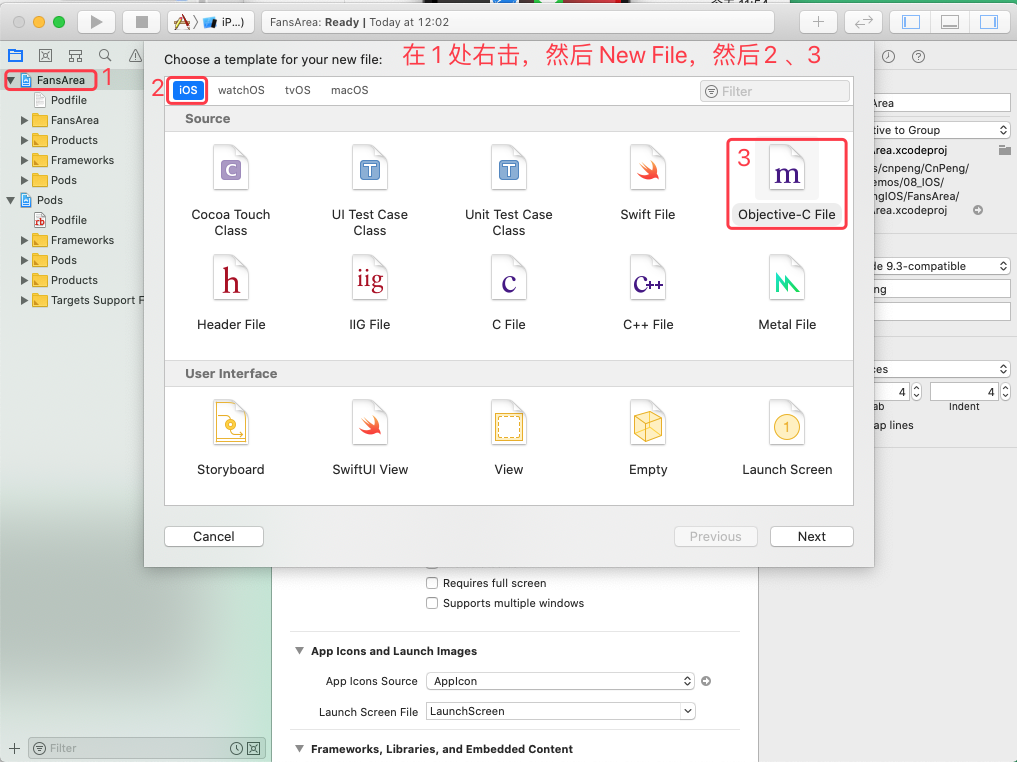 iP...)
FansArea: Ready | Today at 12:02
Choose a template for your new file:
在1处右击，然后 New File，然后2 、3
FansArea
1
Podfile
FansArea
Products
Frameworks
Pods
Pods
Podfile
Frameworks
Pods
Products
Targets Support F
2
iOS
watchOS
tvOS
macOS
Filter
Source
C
Cocoa Touch
Class
T
UI Test Case
Class
T
Unit Test Case
Class
Swift File
3
m
Objective-C File
h
Header File
iig
IIG File
c
C File
c++
C++ File
Metal File
User Interface
Storyboard
SwiftUI View
View
Empty
1
Launch Screen
Cancel
Previous
Next
Area
tive to Group
Area.xcodeproj
s/cnpeng/CnPeng/
emos/08_IOS/
ngIOS/FansArea/
Area.xcodeproj
de 9.3-compatible
ng
ces
4
4
ab
Indent
ap lines
Requires full screen
Supports multiple windows
App Icons and Launch Images
App Icons Source
AppIcon
Launch Screen File
LaunchScreen
Frameworks, Libraries, and Embedded Content
Filter